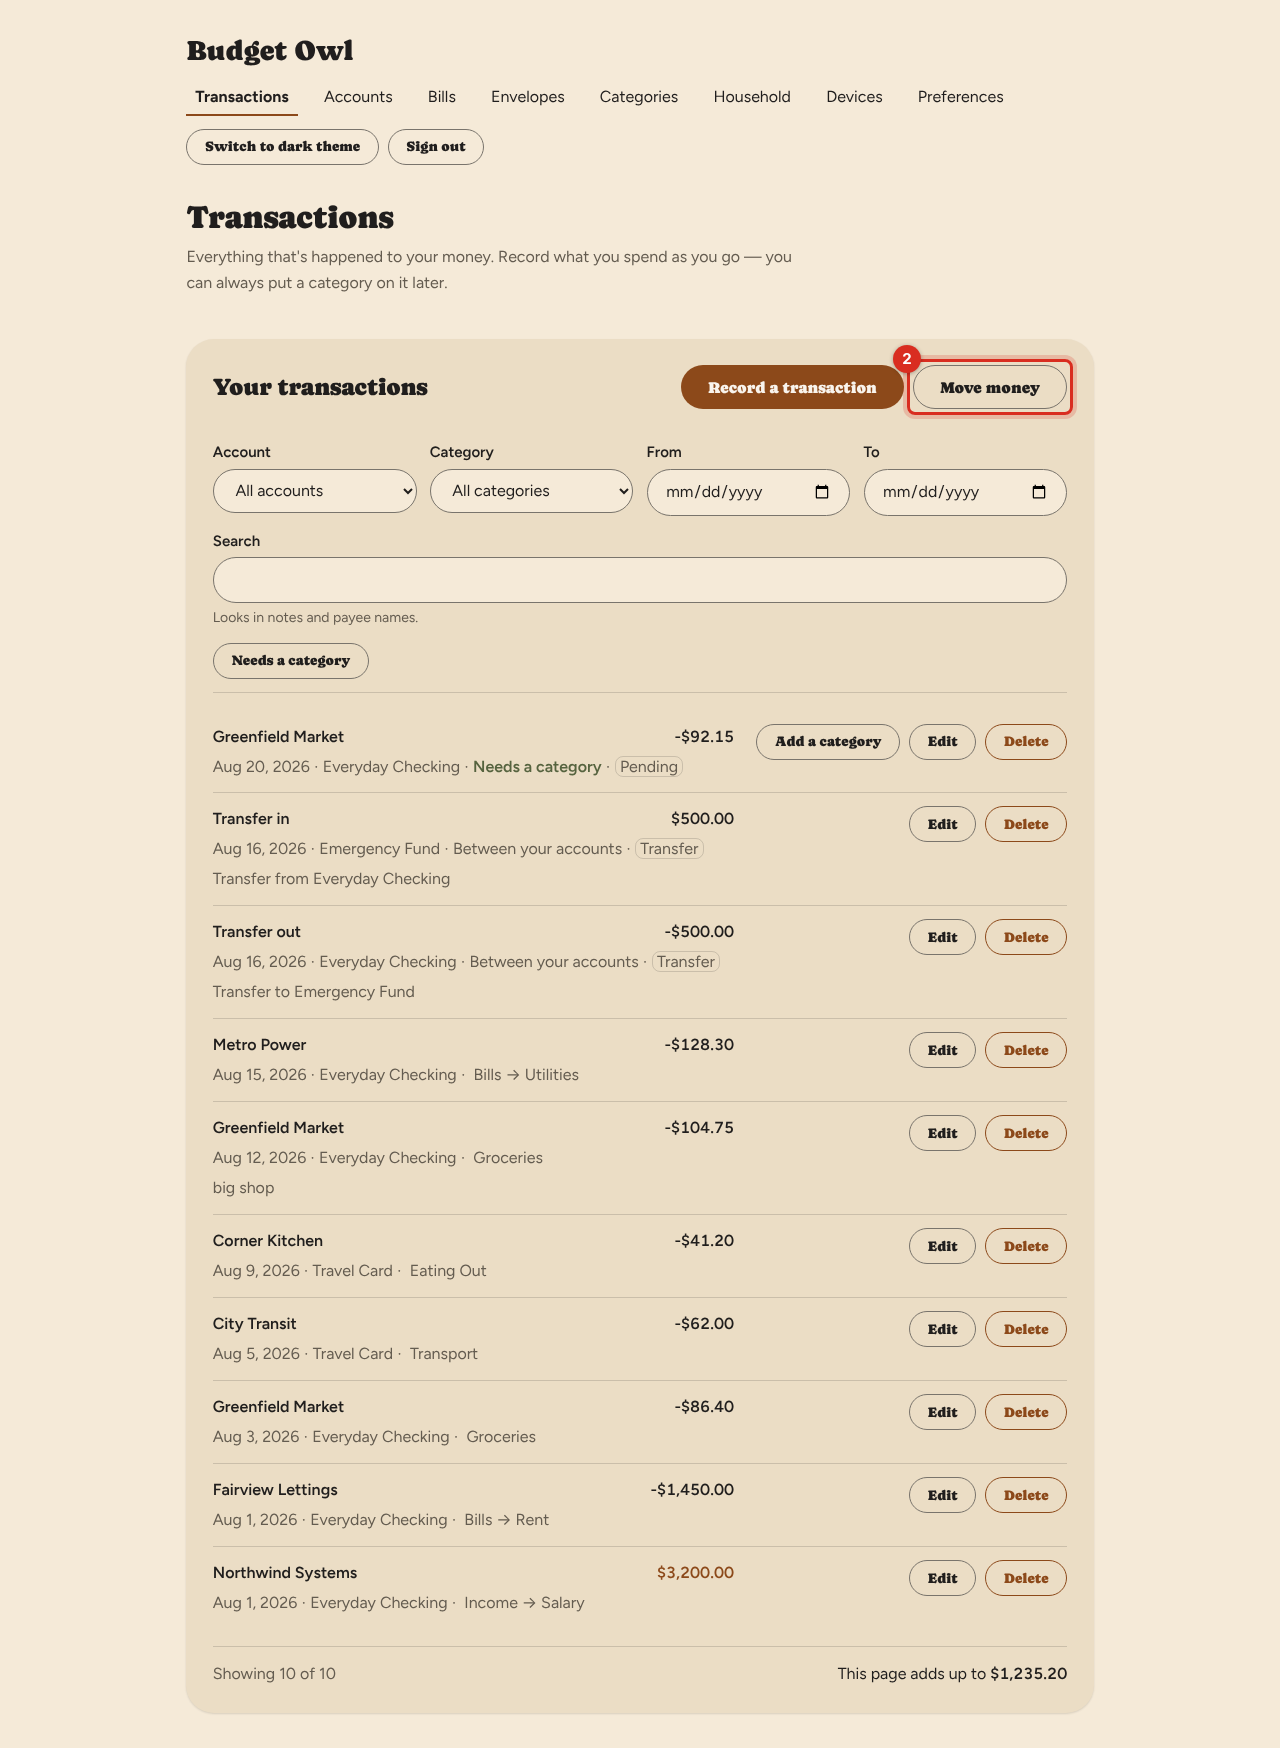 Budget Owl
Transactions Accounts Bills Envelopes Categories Household Devices Preferences
Switch to dark theme Sign out
Transactions
Everything that's happened to your money. Record what you spend as you go — you
can always put a category on it later.
2
Your transactions Record a transaction Move money
Account Category From To
All accounts All categories mm/dd/yyyy mm/dd/yyyy
Search
Looks in notes and payee names.
Needs a category
Greenfield Market -$92.15 Add a category Edit Delete
Aug 20, 2026 · Everyday Checking · Needs a category · Pending
Transfer in $500.00 Edit Delete
Aug 16, 2026 · Emergency Fund · Between your accounts · Transfer
Transfer from Everyday Checking
Transfer out -$500.00 Edit Delete
Aug 16, 2026 · Everyday Checking · Between your accounts · Transfer
Transfer to Emergency Fund
Metro Power -$128.30 Edit Delete
Aug 15, 2026 · Everyday Checking · Bills → Utilities
Greenfield Market -$104.75 Edit Delete
Aug 12, 2026 · Everyday Checking · Groceries
big shop
Corner Kitchen -$41.20 Edit Delete
Aug 9, 2026 · Travel Card · Eating Out
City Transit -$62.00 Edit Delete
Aug 5, 2026 · Travel Card · Transport
Greenfield Market -$86.40 Edit Delete
Aug 3, 2026 · Everyday Checking · Groceries
Fairview Lettings -$1,450.00 Edit Delete
Aug 1, 2026 · Everyday Checking · Bills → Rent
Northwind Systems $3,200.00 Edit Delete
Aug 1, 2026 · Everyday Checking · Income → Salary
Showing 10 of 10 This page adds up to $1,235.20